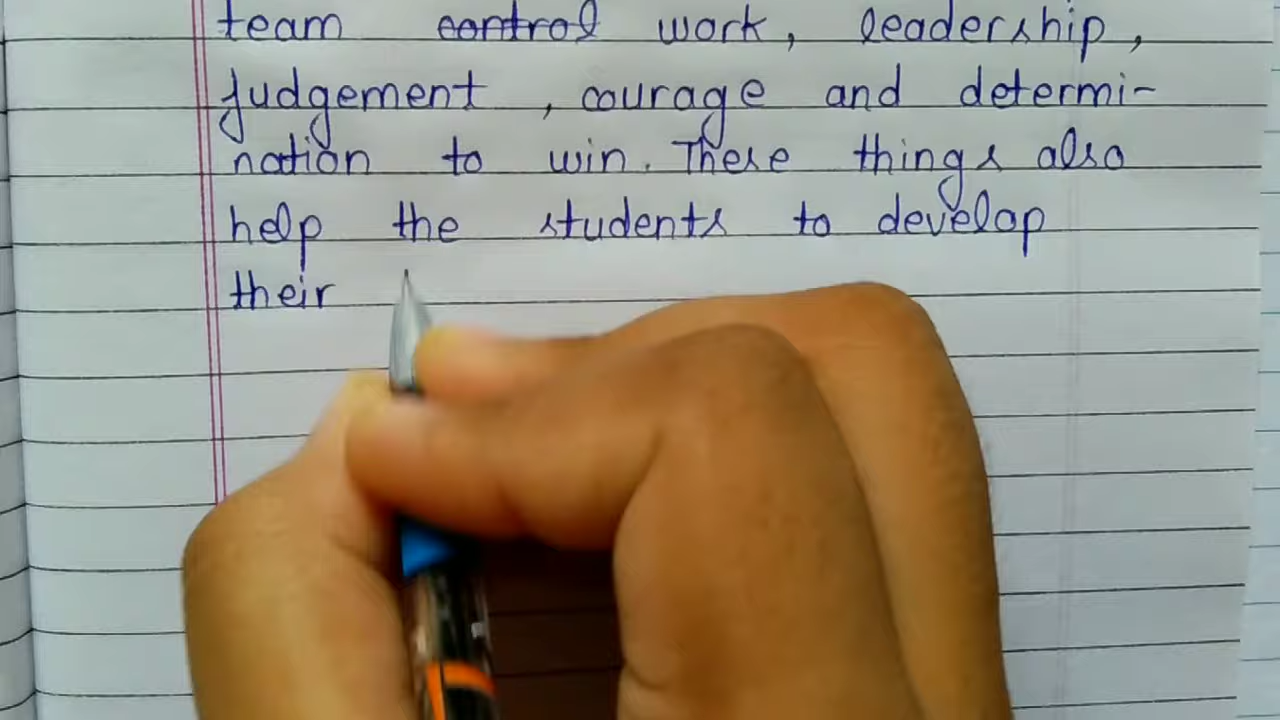 team control work, leadership,
judgement, courage and determi-
nation to win. These things also
help the students to develop
their